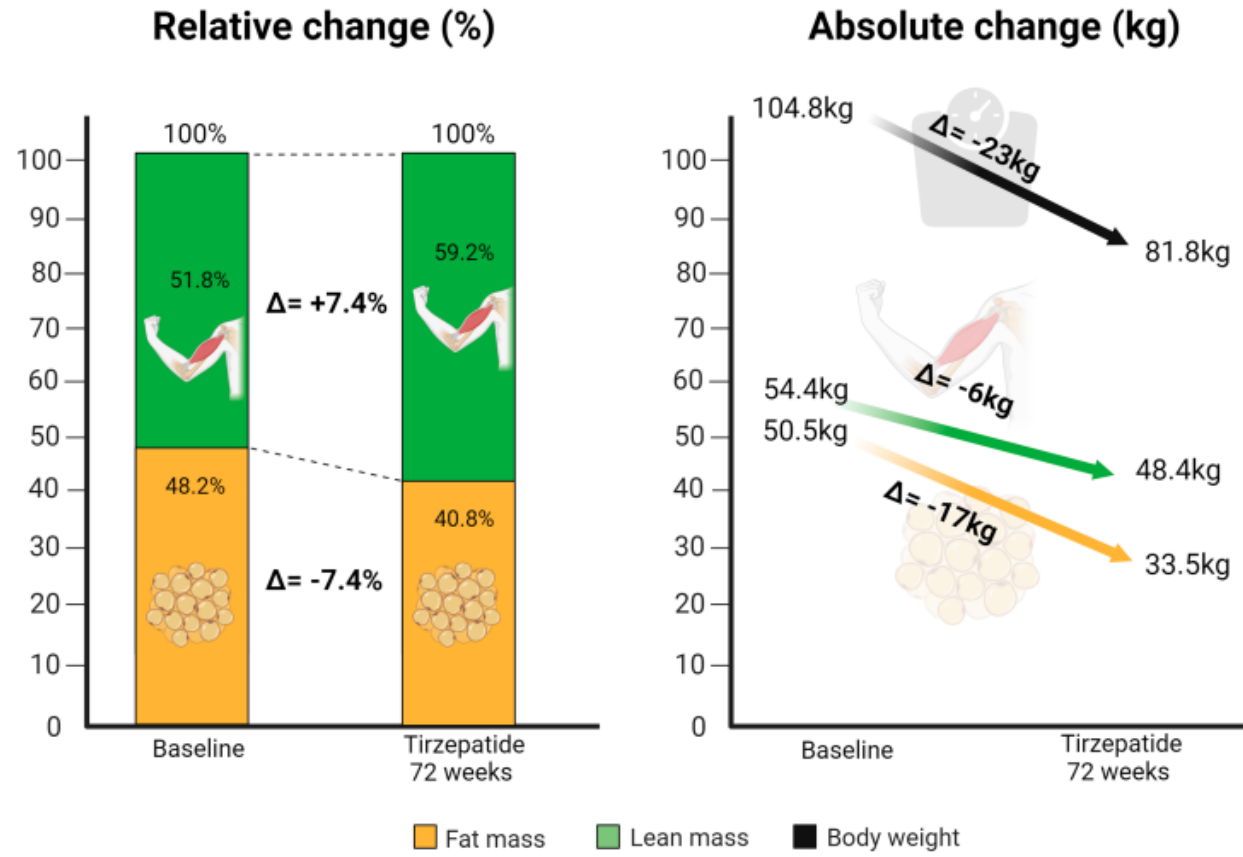 Relative change (%)
100%
100%
100
90
80
70
60
50
40
30
20
10
0
51.8%
59.2%
Δ= +7.4%
48.2%
40.8%
Δ= -7.4%
Baseline
Tirzepatide
72 weeks
Absolute change (kg)
100
90
80
70
60
50
40
30
20
10
0
104.8kg
Δ= -23kg
81.8kg
54.4kg
Δ= -6kg
48.4kg
50.5kg
Δ= -17kg
33.5kg
Baseline
Tirzepatide
72 weeks
Fat mass
Lean mass
Body weight